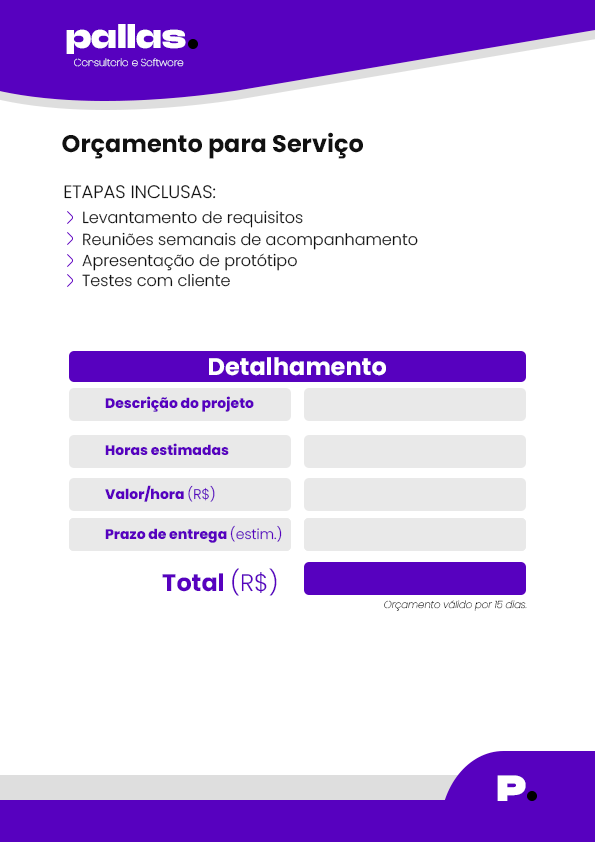 pallas.
Consultorio e Software
Orçamento para Serviço
ETAPAS INCLUSAS:
Levantamento de requisitos
Reuniões semanais de acompanhamento
Apresentação de protótipo
Testes com cliente
Detalhamento
Descrição do projeto
Horas estimadas
Valor/hora (R$)
Prazo de entrega (estim.)
Total (R$)
Orçamento válido por 15 dias.
P.